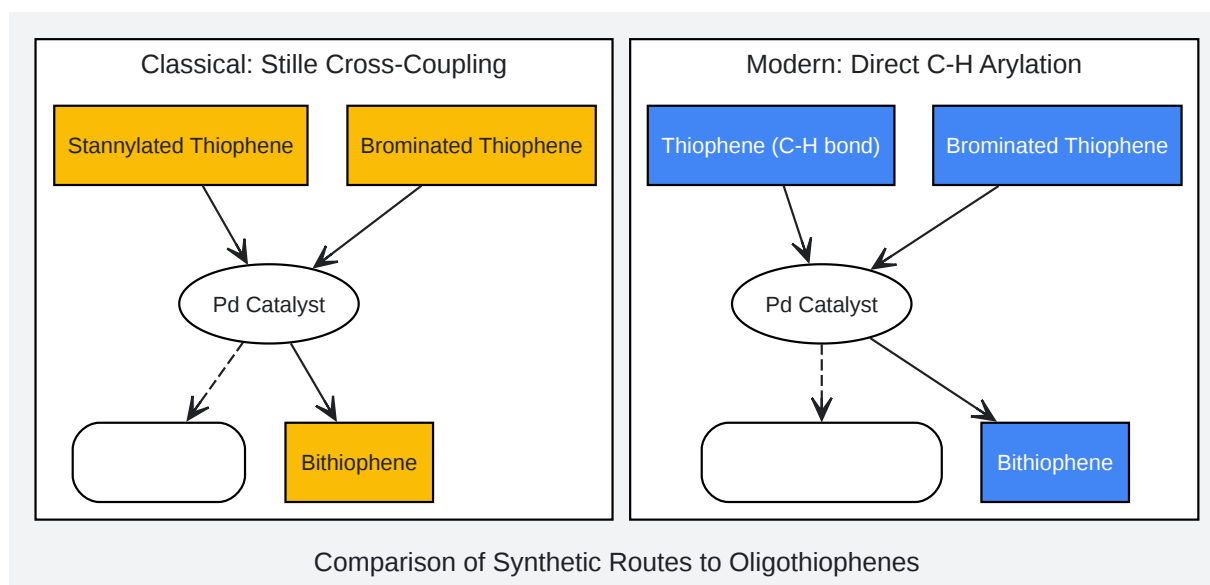 Classical: Stille Cross-Coupling
Stannylated Thiophene
Brominated Thiophene
Pd Catalyst
Bithiophene
Modern: Direct C-H Arylation
Thiophene (C-H bond)
Brominated Thiophene
Pd Catalyst
Bithiophene
Comparison of Synthetic Routes to Oligothiophenes